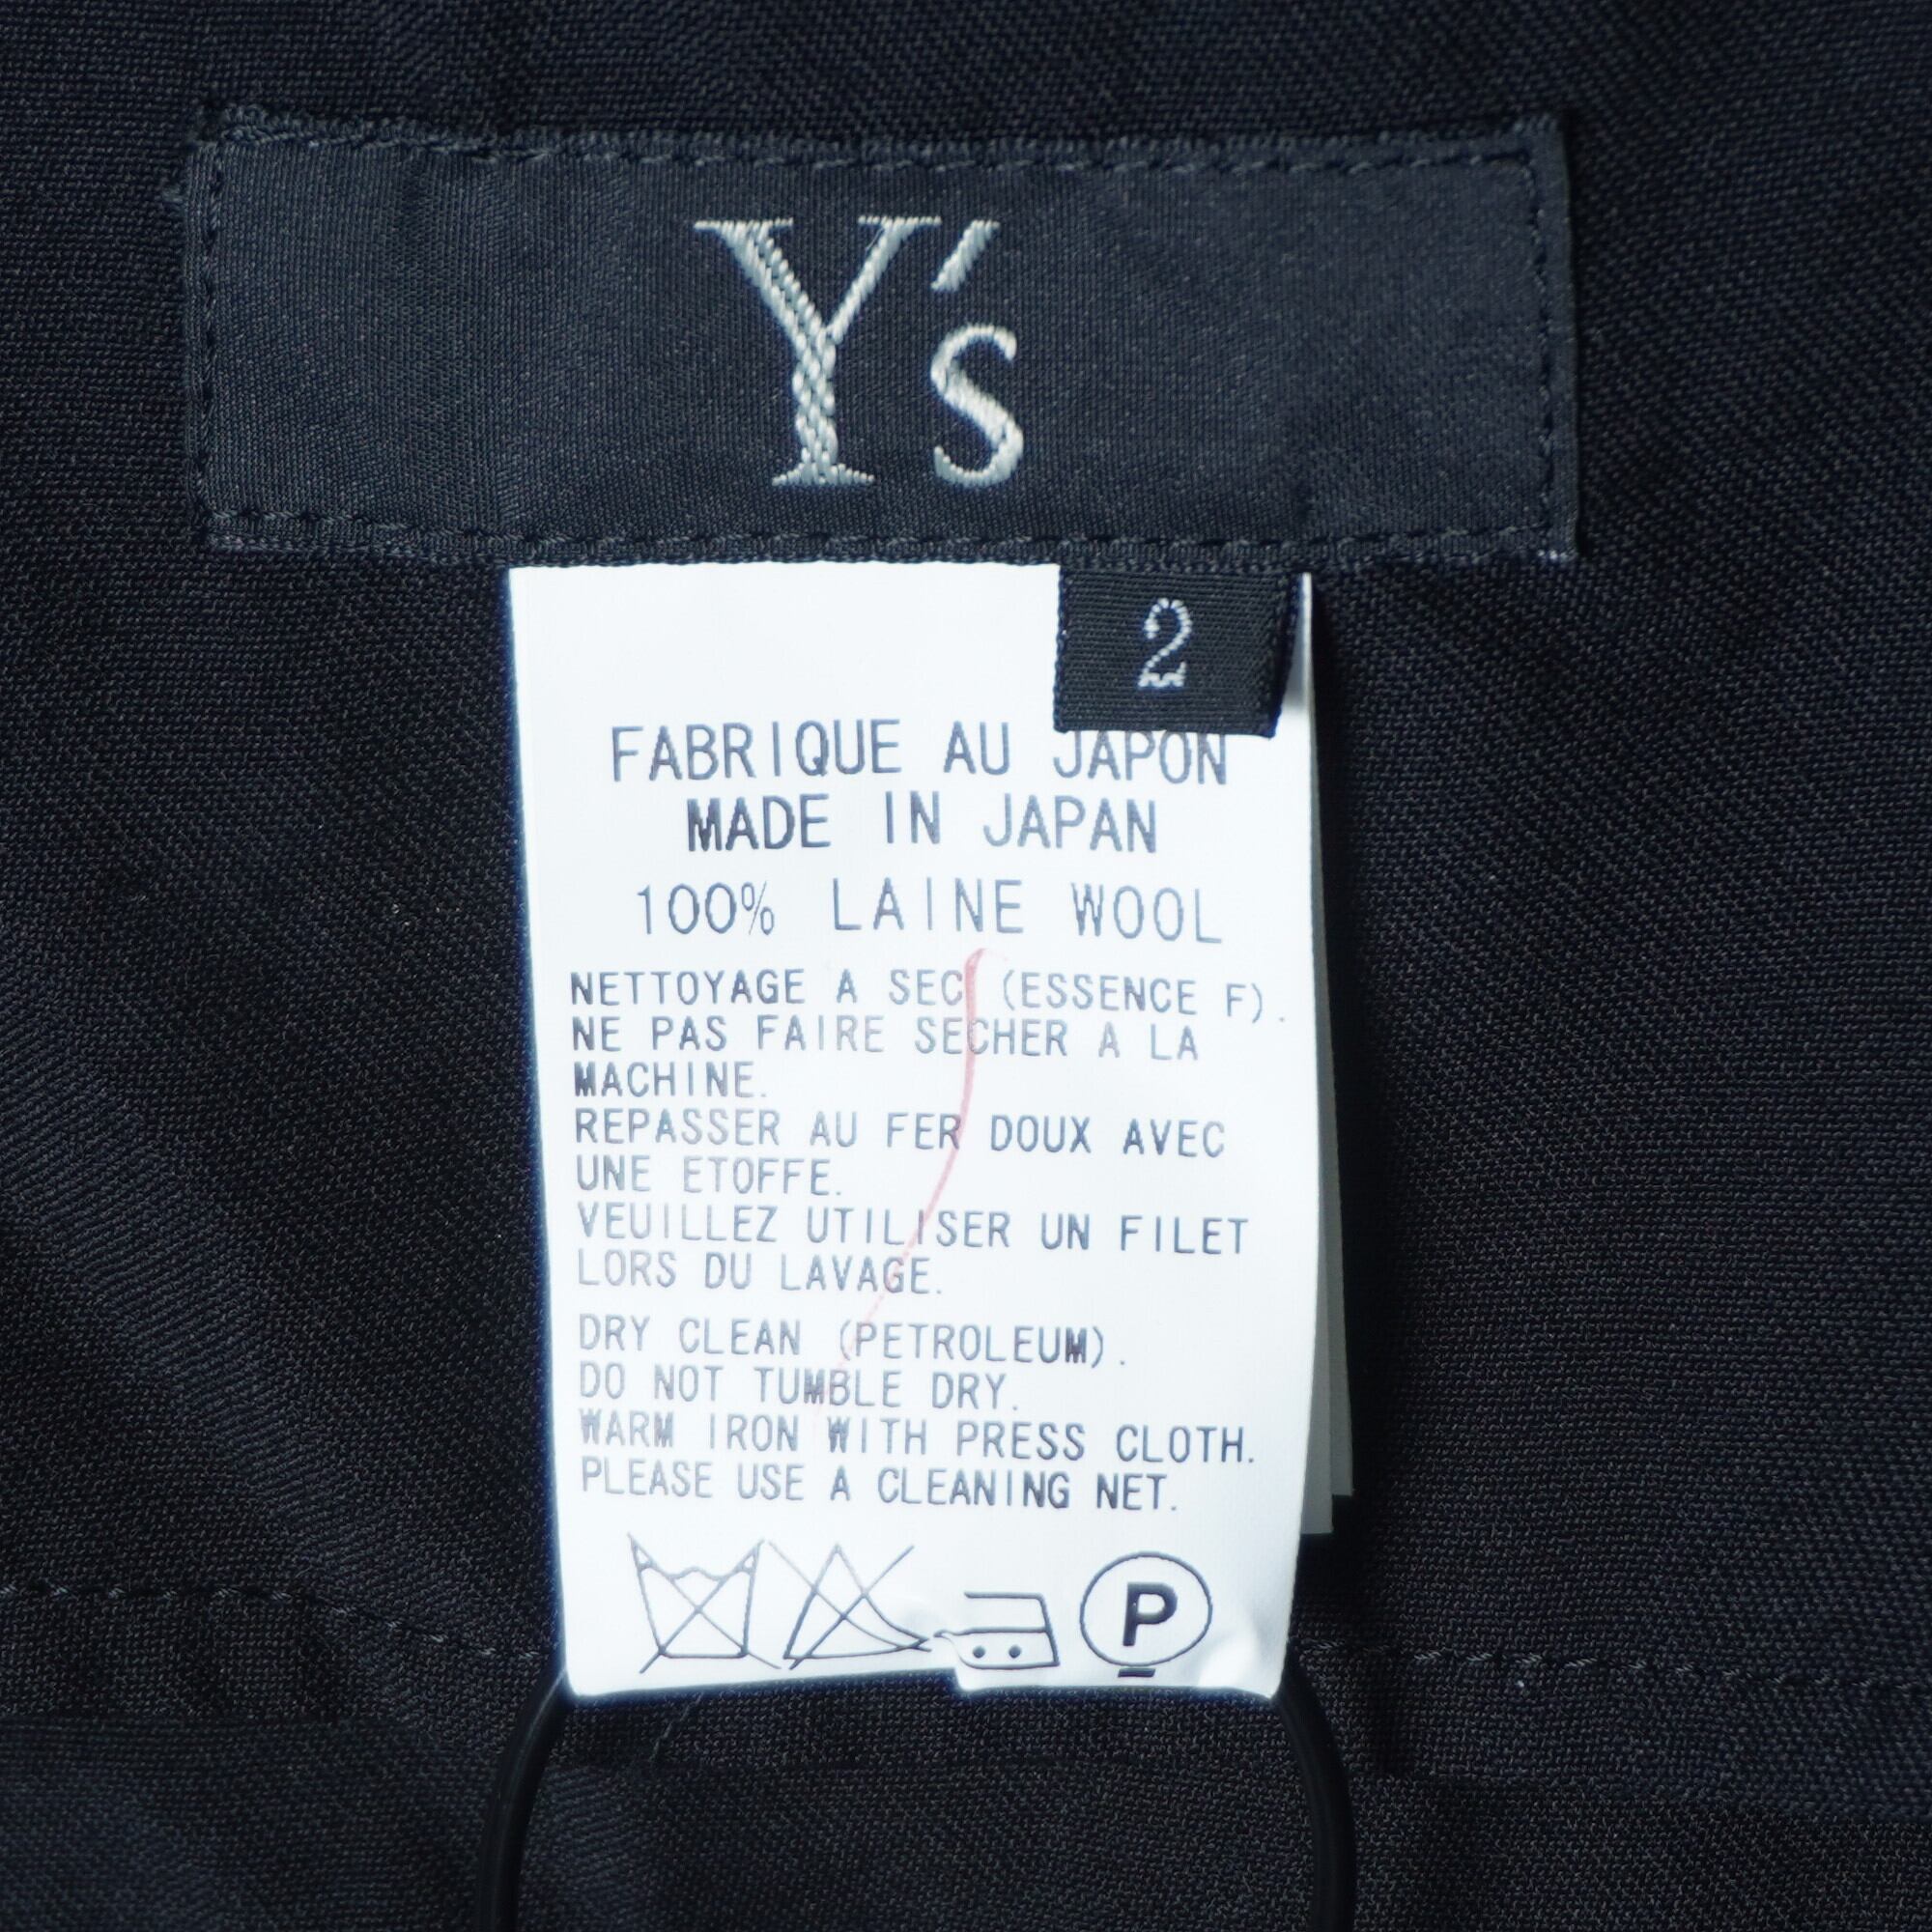 Y's
2
FABRIQUE AU JAPON
MADE IN JAPAN
100% LAINE WOOL
NETTOYAGE A SEC (ESSENCE F).
NE PAS FAIRE SECHER A LA
MACHINE.
REPASSER AU FER DOUX AVEC
UNE ETOFFE.
VEUILLEZ UTILISER UN FILET
LORS DU LAVAGE.
DRY CLEAN (PETROLEUM).
DO NOT TUMBLE DRY.
WARM IRON WITH PRESS CLOTH.
PLEASE USE A CLEANING NET.
P